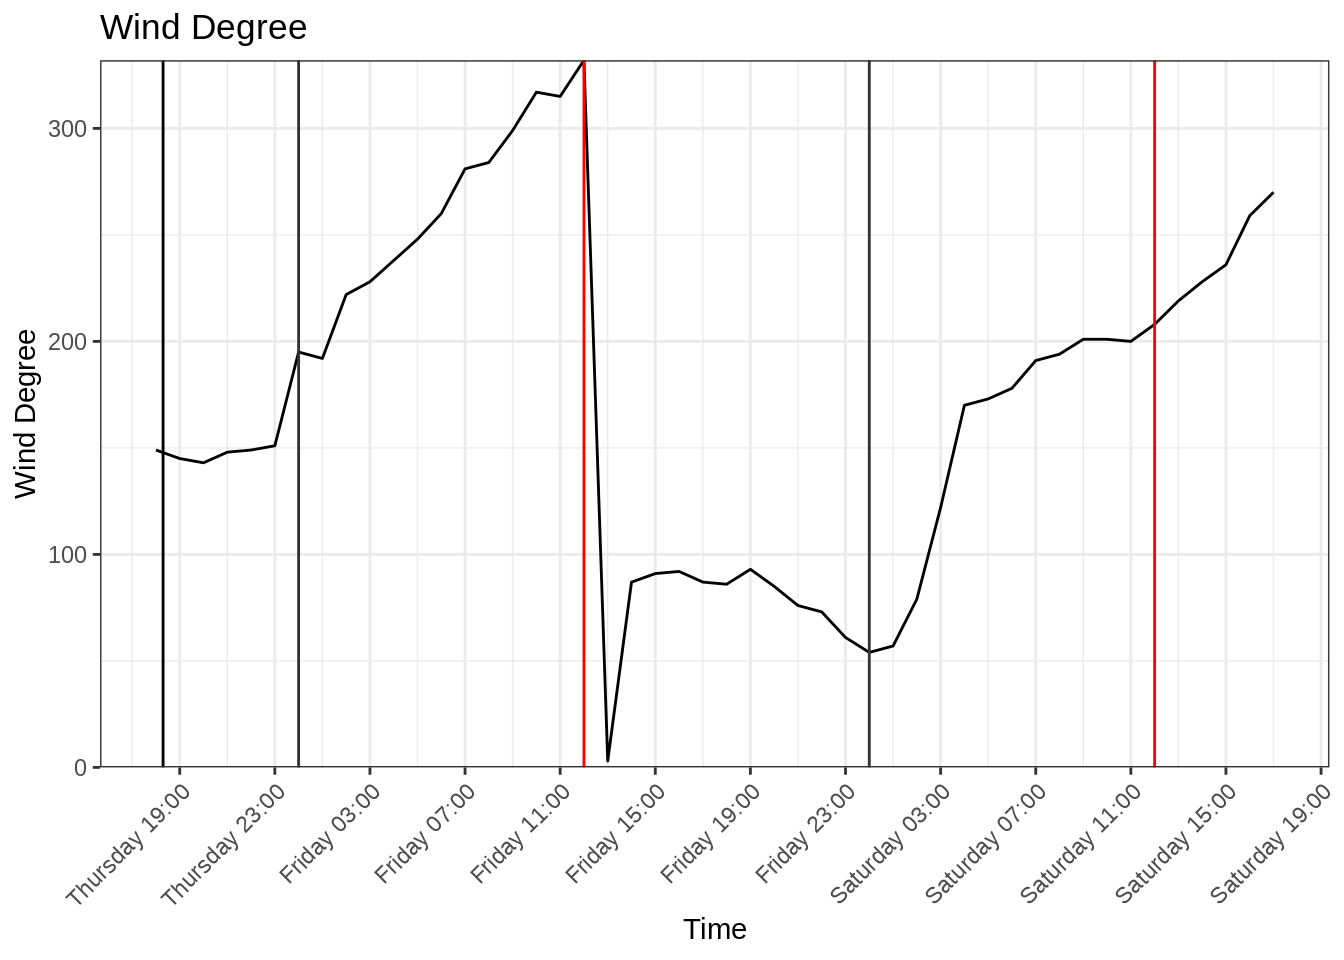 Wind Degree
Wind Degree
300
200
100
0
Thursday 19:00
Thursday 23:00
Friday 03:00
Friday 07:00
Friday 11:00
Friday 15:00
Friday 19:00
Friday 23:00
Saturday 03:00
Saturday 07:00
Saturday 11:00
Saturday 15:00
Saturday 19:00
Time